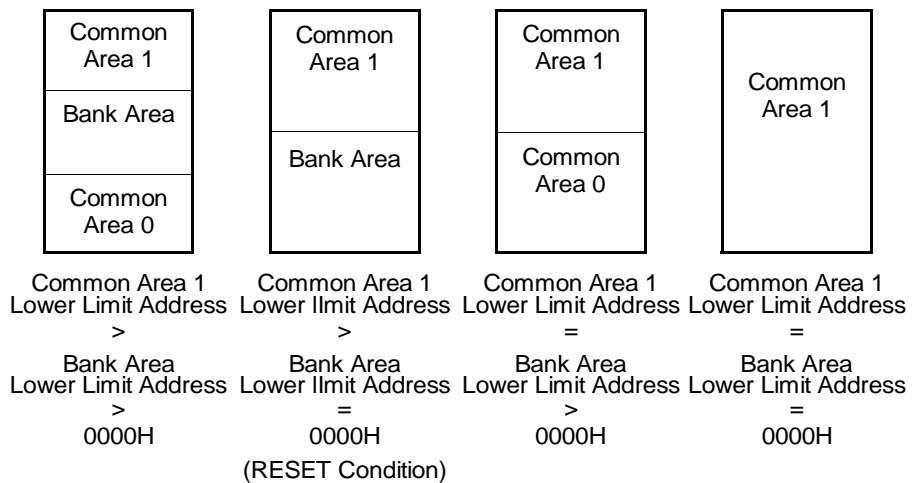 Common
Area 1
Bank Area
Common
Area 0
Common Area 1
Lower Limit Address
>
Bank Area
Lower Limit Address
>
0000H
Common
Area 1
Bank Area
Common Area 1
Lower lImit Address
>
Bank Area
Lower lImit Address
=
0000H
(RESET Condition)
Common
Area 1
Common
Area 0
Common Area 1
Lower Limit Address
=
Bank Area
Lower Limit Address
>
0000H
Common
Area 1
Common Area 1
Lower Limit Address
=
Bank Area
Lower Limit Address
=
0000H